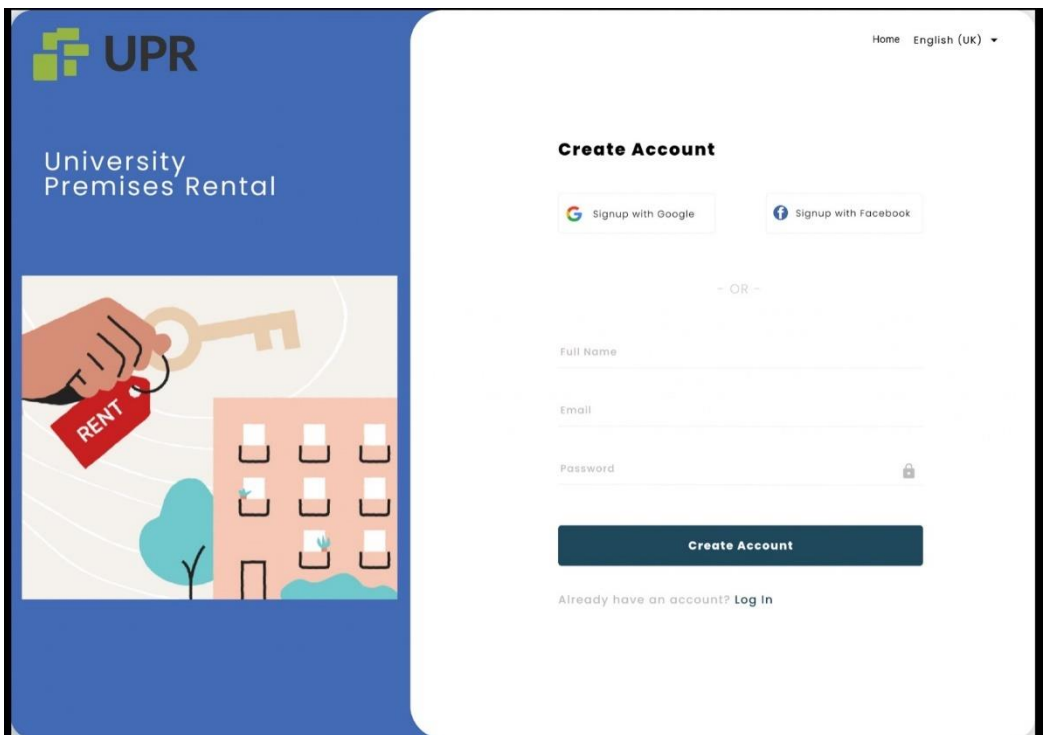 UPR
University
Premises Rental
RENT
Home English (UK)
Create Account
Signup with Google Signup with Facebook
- OR -
Full Name
Email
Password
Create Account
Already have an account? Log In